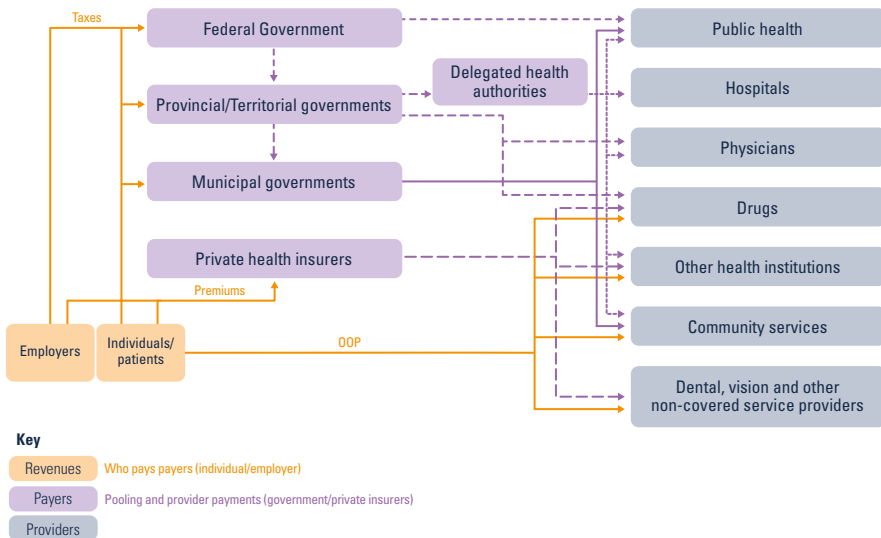 Taxes
Federal Government
Public health
Delegated health
authorities
Hospitals
Provincial/Territorial governments
Physicians
Municipal governments
Drugs
Private health insurers
Other health institutions
Premiums
Community services
Employers
Individuals/
patients
OOP
Dental, vision and other
non-covered service providers
Key
Revenues
Who pays payers (individual/employer)
Payers
Pooling and provider payments (government/private insurers)
Providers